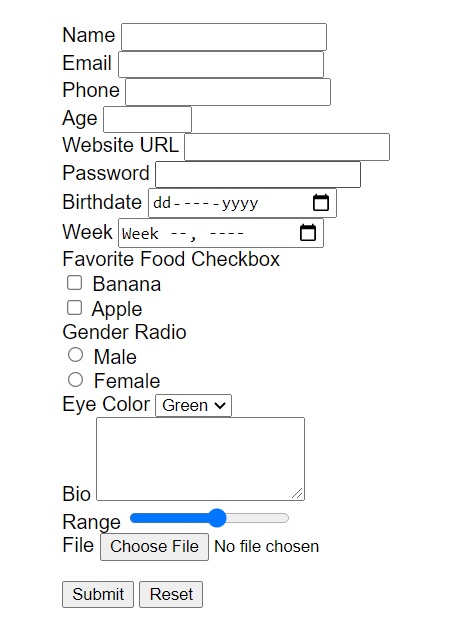 Name
Email
Phone
Age
Website URL
Password
Birthdate dd-----yyyy
Week Week --, ----
Favorite Food Checkbox
Banana
Apple
Gender Radio
Male
Female
Eye Color Green
Bio
Range
File Choose File No file chosen
Submit Reset